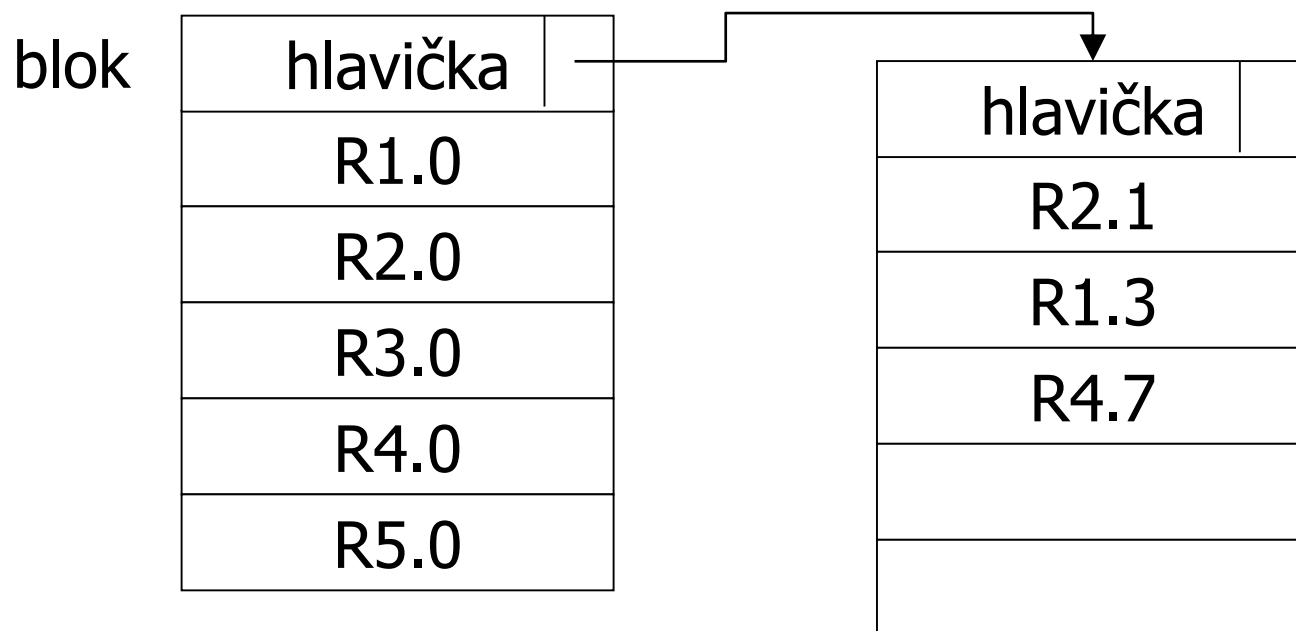 blok
hlavička
R1.0
R2.0
R3.0
R4.0
R5.0
hlavička
R2.1
R1.3
R4.7